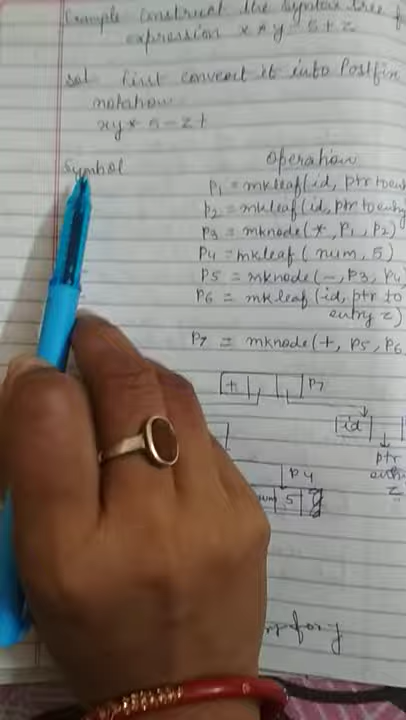 Example Construct the Syntax tree f
expression x * y - 5 + z
Sol first convert it into Postfix
notation
xy* 5 - z+
Symbol Operation
P1 = mkleaf(id, ptr to entr
P2 = mkleaf(id, ptr to entry
P3 = mknode(*, P1, P2)
P4 = mkleaf(num, 5)
P5 = mknode(-, P3, P4
P6 = mkleaf(id, ptr to
entry z)
P7 = mknode(+, P5, P6
+ P7
id
ptr
P4
z
num 5